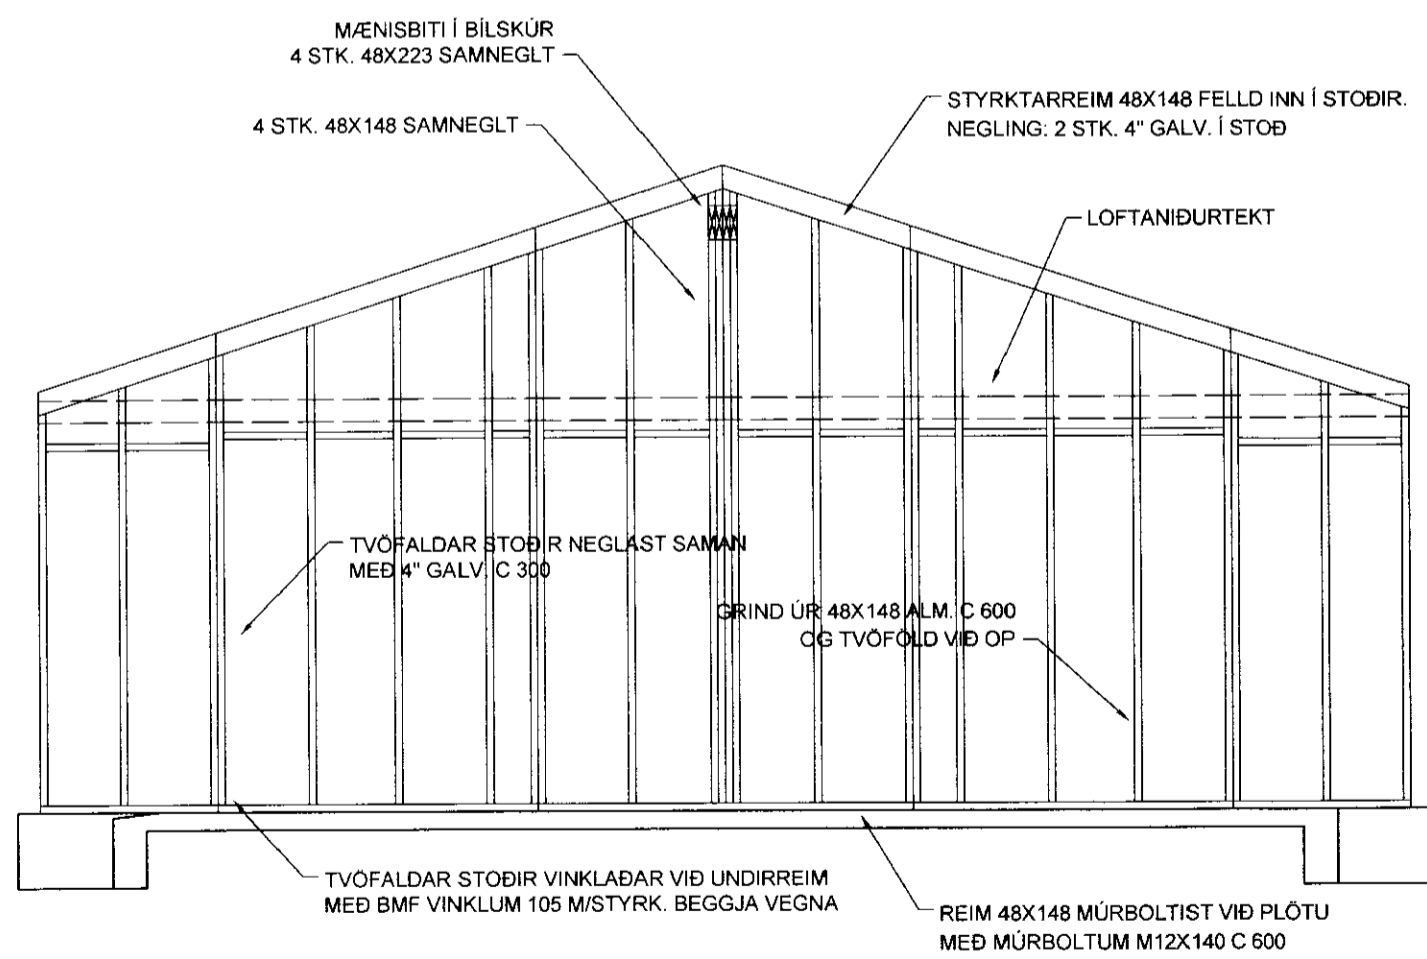 MÆNISBITI Í BÍLSKÚR
4 STK. 48X223 SAMNEGLT
4 STK. 48X148 SAMNEGLT
STYRKTARREIM 48X148 FELLD INN Í STOÐIR.
NEGLING: 2 STK. 4" GALV. Í STOÐ
LOFTANIÐURTEKT
TVÖFALDAR STOÐIR NEGLAST SAMAN
MEÐ 4" GALV. C 300
GRIND ÚR 48X148 ALM. C 600
OG TVÖFÖLD VIÐ OP
TVÖFALDAR STOÐIR VINKLAÐAR VIÐ UNDIRREIM
MEÐ BMF VINKLUM 105 M/STYRK. BEGGJA VEGNA
REIM 48X148 MÚRBOLTIST VIÐ PLÖTU
MEÐ MÚRBOLTUM M12X140 C 600